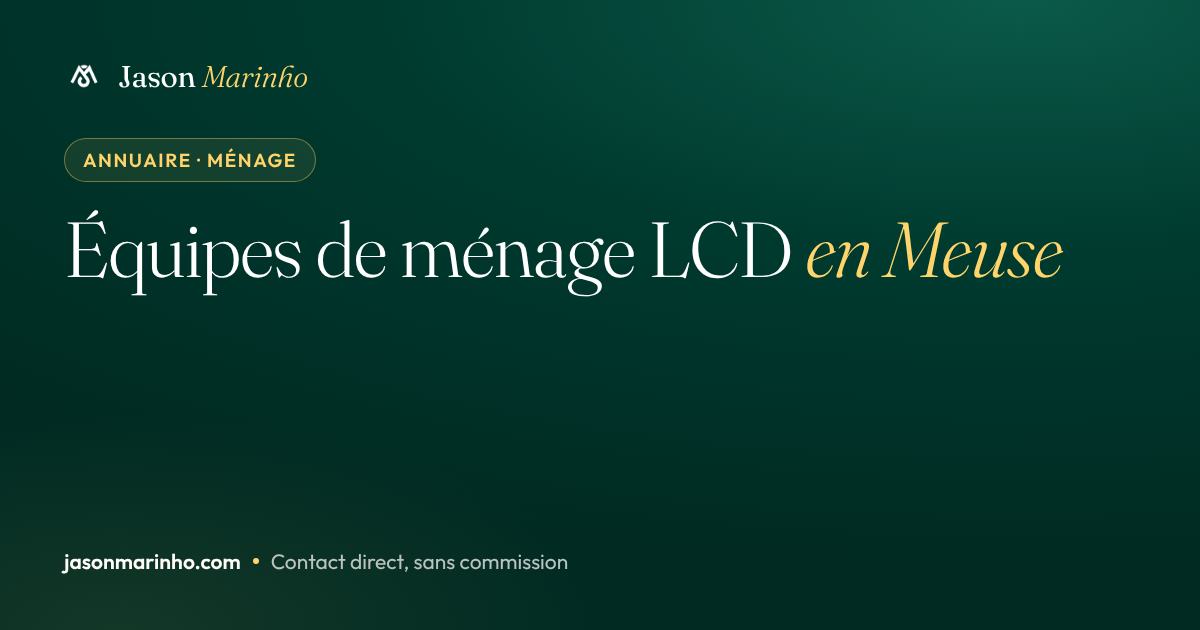 Jason Marinho
ANNUAIRE · MÉNAGE
Équipes de ménage LCD en Meuse
jasonmarinho.com • Contact direct, sans commission